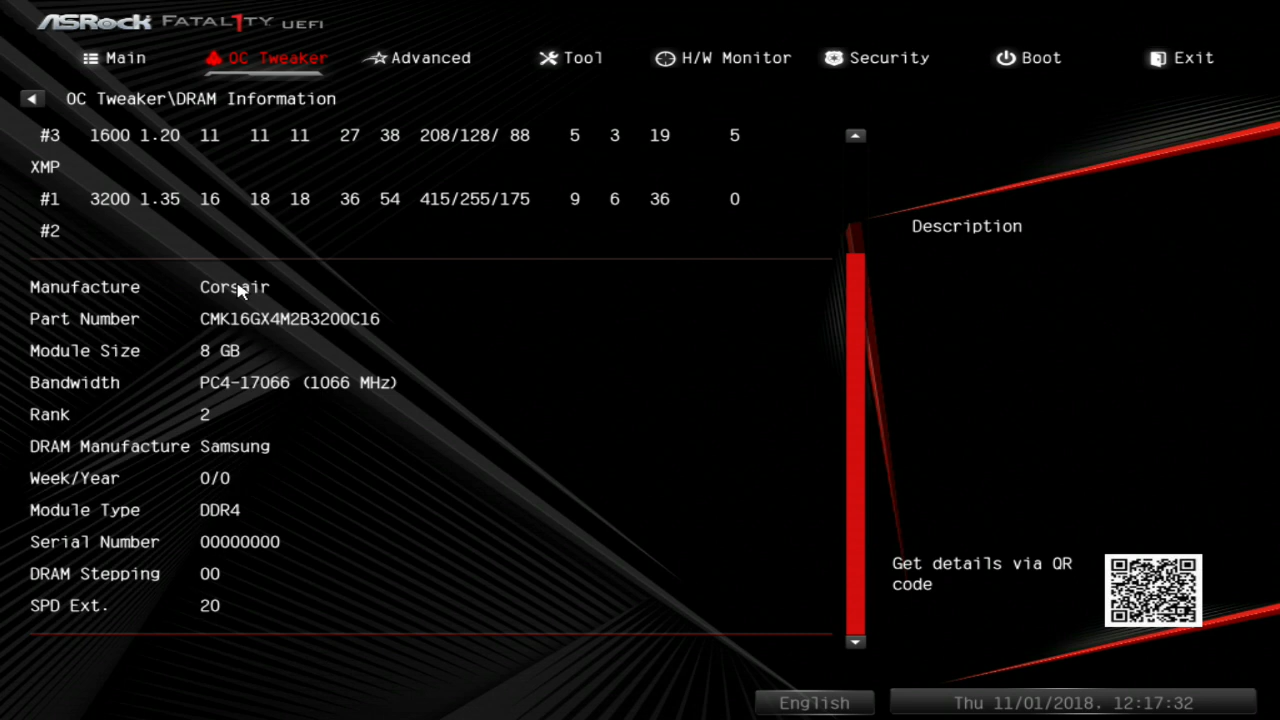 ASRock FATAL1TY UEFI
Main OC Tweaker Advanced Tool H/W Monitor Security Boot Exit
OC Tweaker\DRAM Information
#3 1600 1.20 11 11 11 27 38 208/128/ 88 5 3 19 5
XMP
#1 3200 1.35 16 18 18 36 54 415/255/175 9 6 36 0
#2
Description
Manufacture Corsair
Part Number CMK16GX4M2B3200C16
Module Size 8 GB
Bandwidth PC4-17066 (1066 MHz)
Rank 2
DRAM Manufacture Samsung
Week/Year 0/0
Module Type DDR4
Serial Number 00000000
DRAM Stepping 00
SPD Ext. 20
Get details via QR
code
English Thu 11/01/2018. 12:17:32